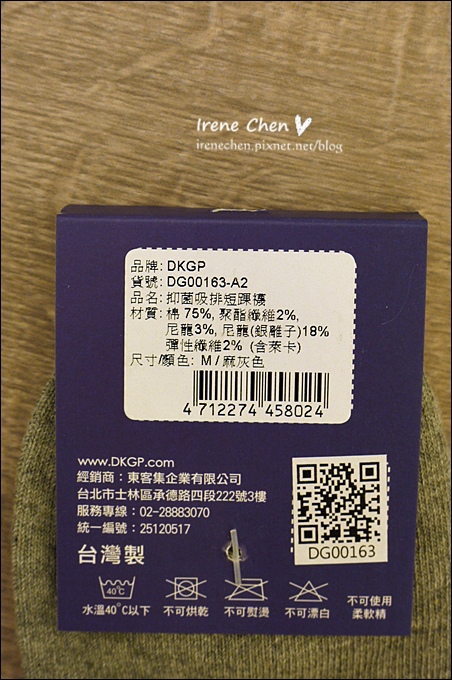 Irene Chen
irenechen.pixnet.net/blog
品牌: DKGP
貨號: DG00163-A2
品名: 抑菌吸排短踝襪
材質: 棉 75%, 聚酯纖維2%,
尼龍3%, 尼龍(銀離子)18%
彈性纖維2% (含萊卡)
尺寸/顏色: M / 麻灰色
4 712274 458024
www.DKGP.com
經銷商：東客集企業有限公司
台北市士林區承德路四段222號3樓
服務專線：02-28883070
統一編號：25120517
台灣製
DG00163
40°C
水溫40°C以下
不可烘乾
不可熨燙
不可漂白
不可使用
柔軟精